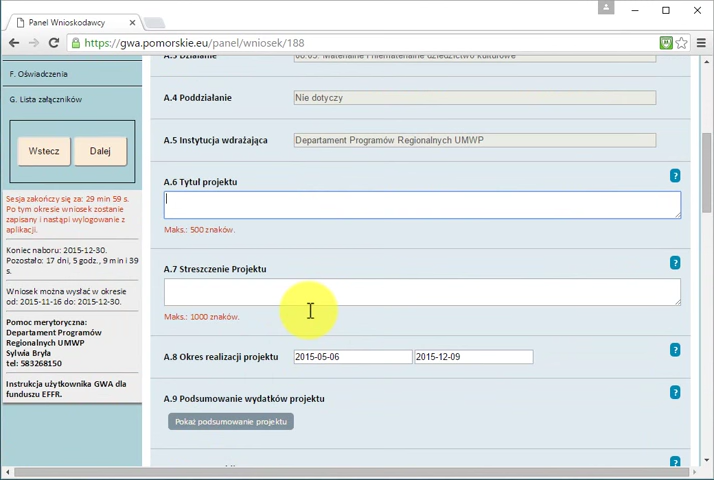 Panel Wnioskodawcy
https://gwa.pomorskie.eu/panel/wniosek/188
F. Oświadczenia
G. Lista załączników
Wstecz Dalej
Sesja zakończy się za: 29 min 59 s.
Po tym okresie wniosek zostanie
zapisany i nastąpi wylogowanie z
aplikacji.
Koniec naboru: 2015-12-30.
Pozostało: 17 dni, 5 godz., 9 min i 39
s.
Wniosek można wysłać w okresie
od: 2015-11-16 do: 2015-12-30.
Pomoc merytoryczna:
Departament Programów
Regionalnych UMWP
Sylwia Bryła
tel: 583268150
Instrukcja użytkownika GWA dla
funduszu EFFR.
A.4 Poddziałanie Nie dotyczy
A.5 Instytucja wdrażająca Departament Programów Regionalnych UMWP
A.6 Tytuł projektu ?
Maks.: 500 znaków.
A.7 Streszczenie Projektu ?
Maks.: 1000 znaków.
A.8 Okres realizacji projektu 2015-05-06 2015-12-09 ?
A.9 Podsumowanie wydatków projektu ?
Pokaż podsumowanie projektu
?